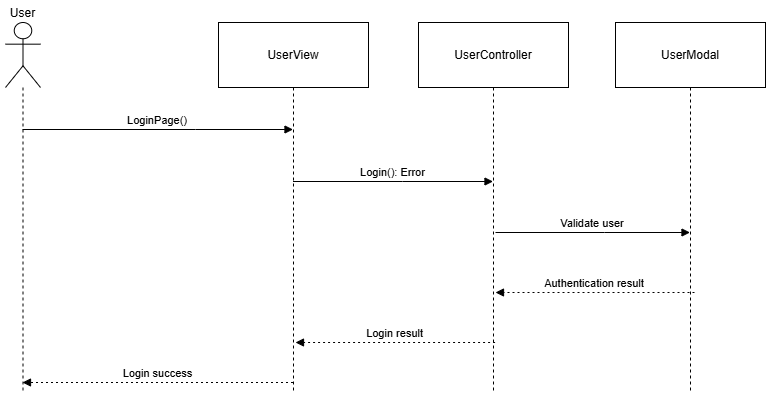 User
UserView
UserController
UserModal
LoginPage()
Login(): Error
Validate user
Authentication result
Login result
Login success